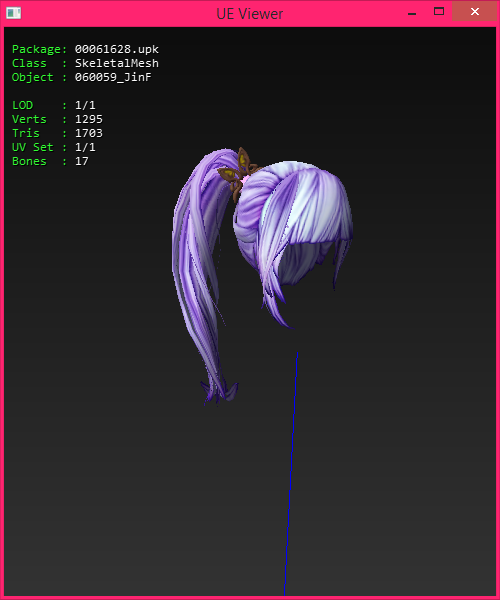 UE Viewer
Package: 00061628.upk
Class : SkeletalMesh
Object : 060059_JinF
LOD : 1/1
Verts : 1295
Tris : 1703
UV Set : 1/1
Bones : 17